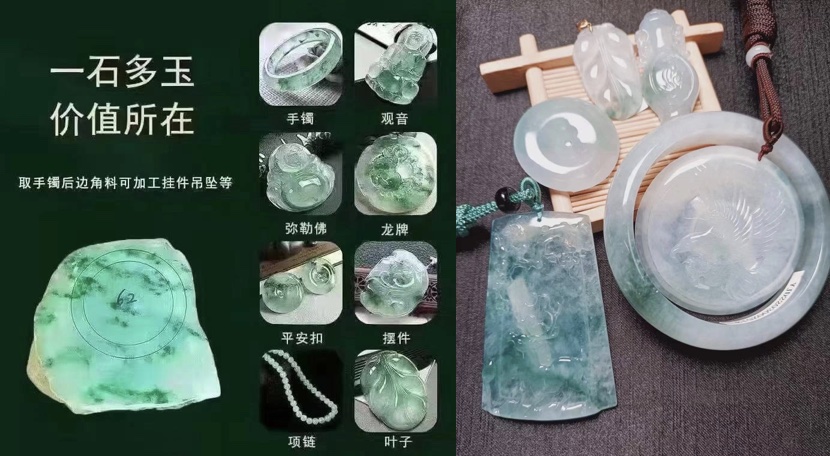 一石多玉
价值所在
取手镯后边角料可加工挂件吊坠等
62
手镯
观音
弥勒佛
龙牌
平安扣
摆件
项链
叶子